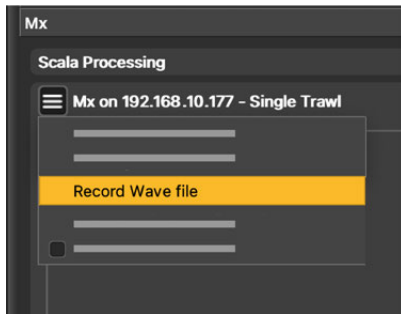 Mx
Scala Processing
Mx on 192.168.10.177 - Single Trawl
Record Wave file